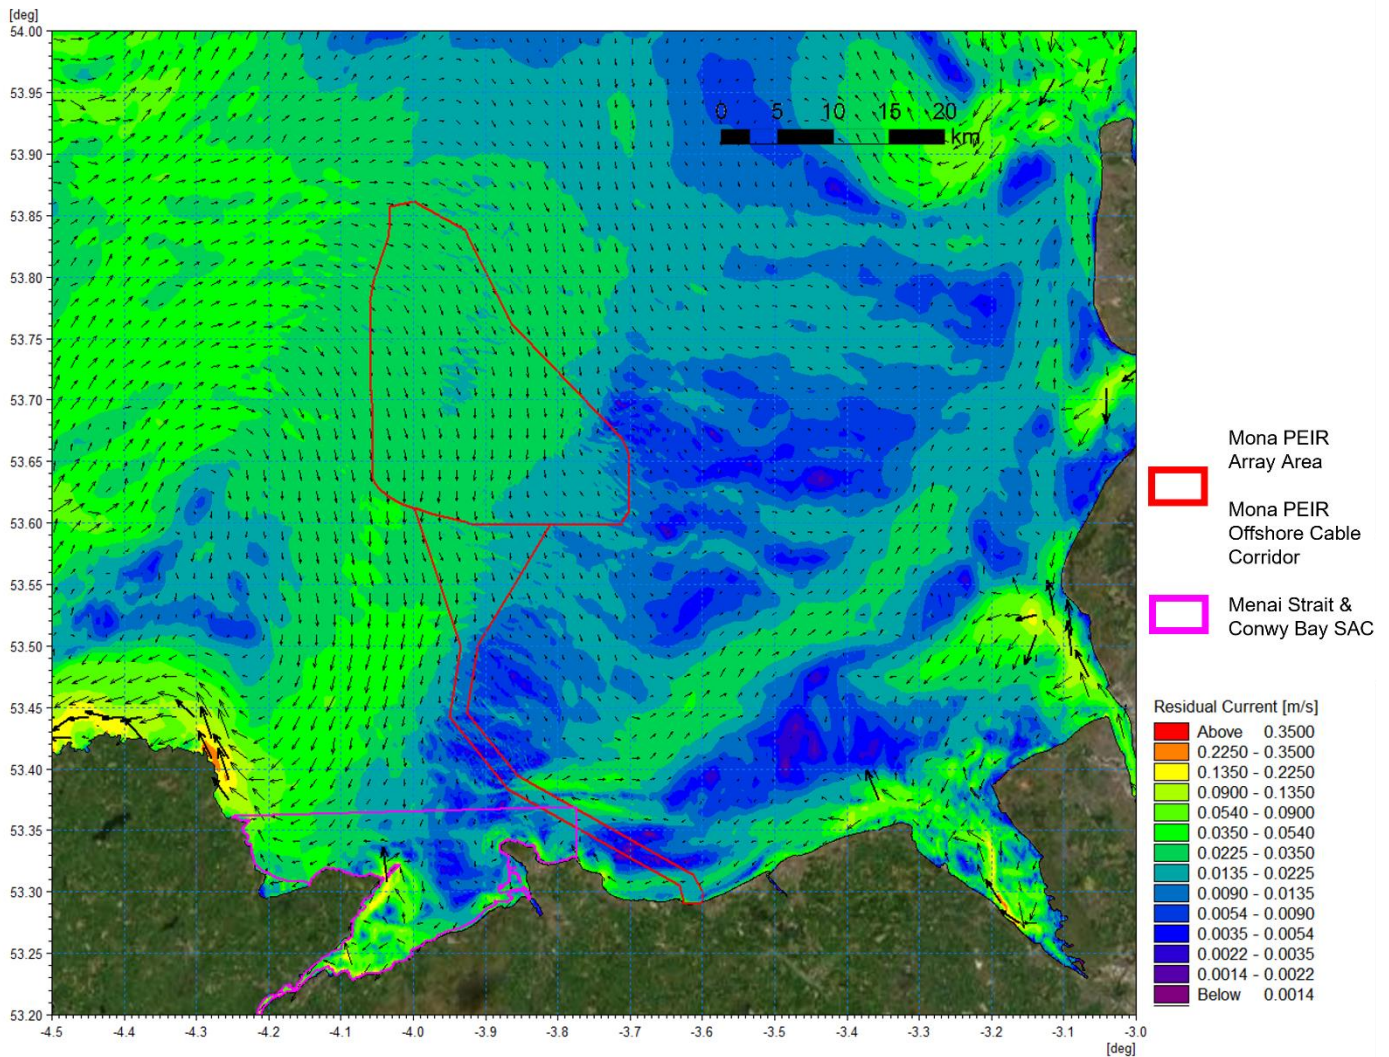 [deg]
54.00
53.95
53.90
53.85
53.80
53.75
53.70
53.65
53.60
53.55
53.50
53.45
53.40
53.35
53.30
53.25
53.20
0 5 10 15 20
km
-4.5 -4.4 -4.3 -4.2 -4.1 -4.0 -3.9 -3.8 -3.7 -3.6 -3.5 -3.4 -3.3 -3.2 -3.1 -3.0
[deg]
Mona PEIR
Array Area
Mona PEIR
Offshore Cable
Corridor
Menai Strait &
Conwy Bay SAC
Residual Current [m/s]
Above 0.3500
0.2250 - 0.3500
0.1350 - 0.2250
0.0900 - 0.1350
0.0540 - 0.0900
0.0350 - 0.0540
0.0225 - 0.0350
0.0135 - 0.0225
0.0090 - 0.0135
0.0054 - 0.0090
0.0035 - 0.0054
0.0022 - 0.0035
0.0014 - 0.0022
Below 0.0014